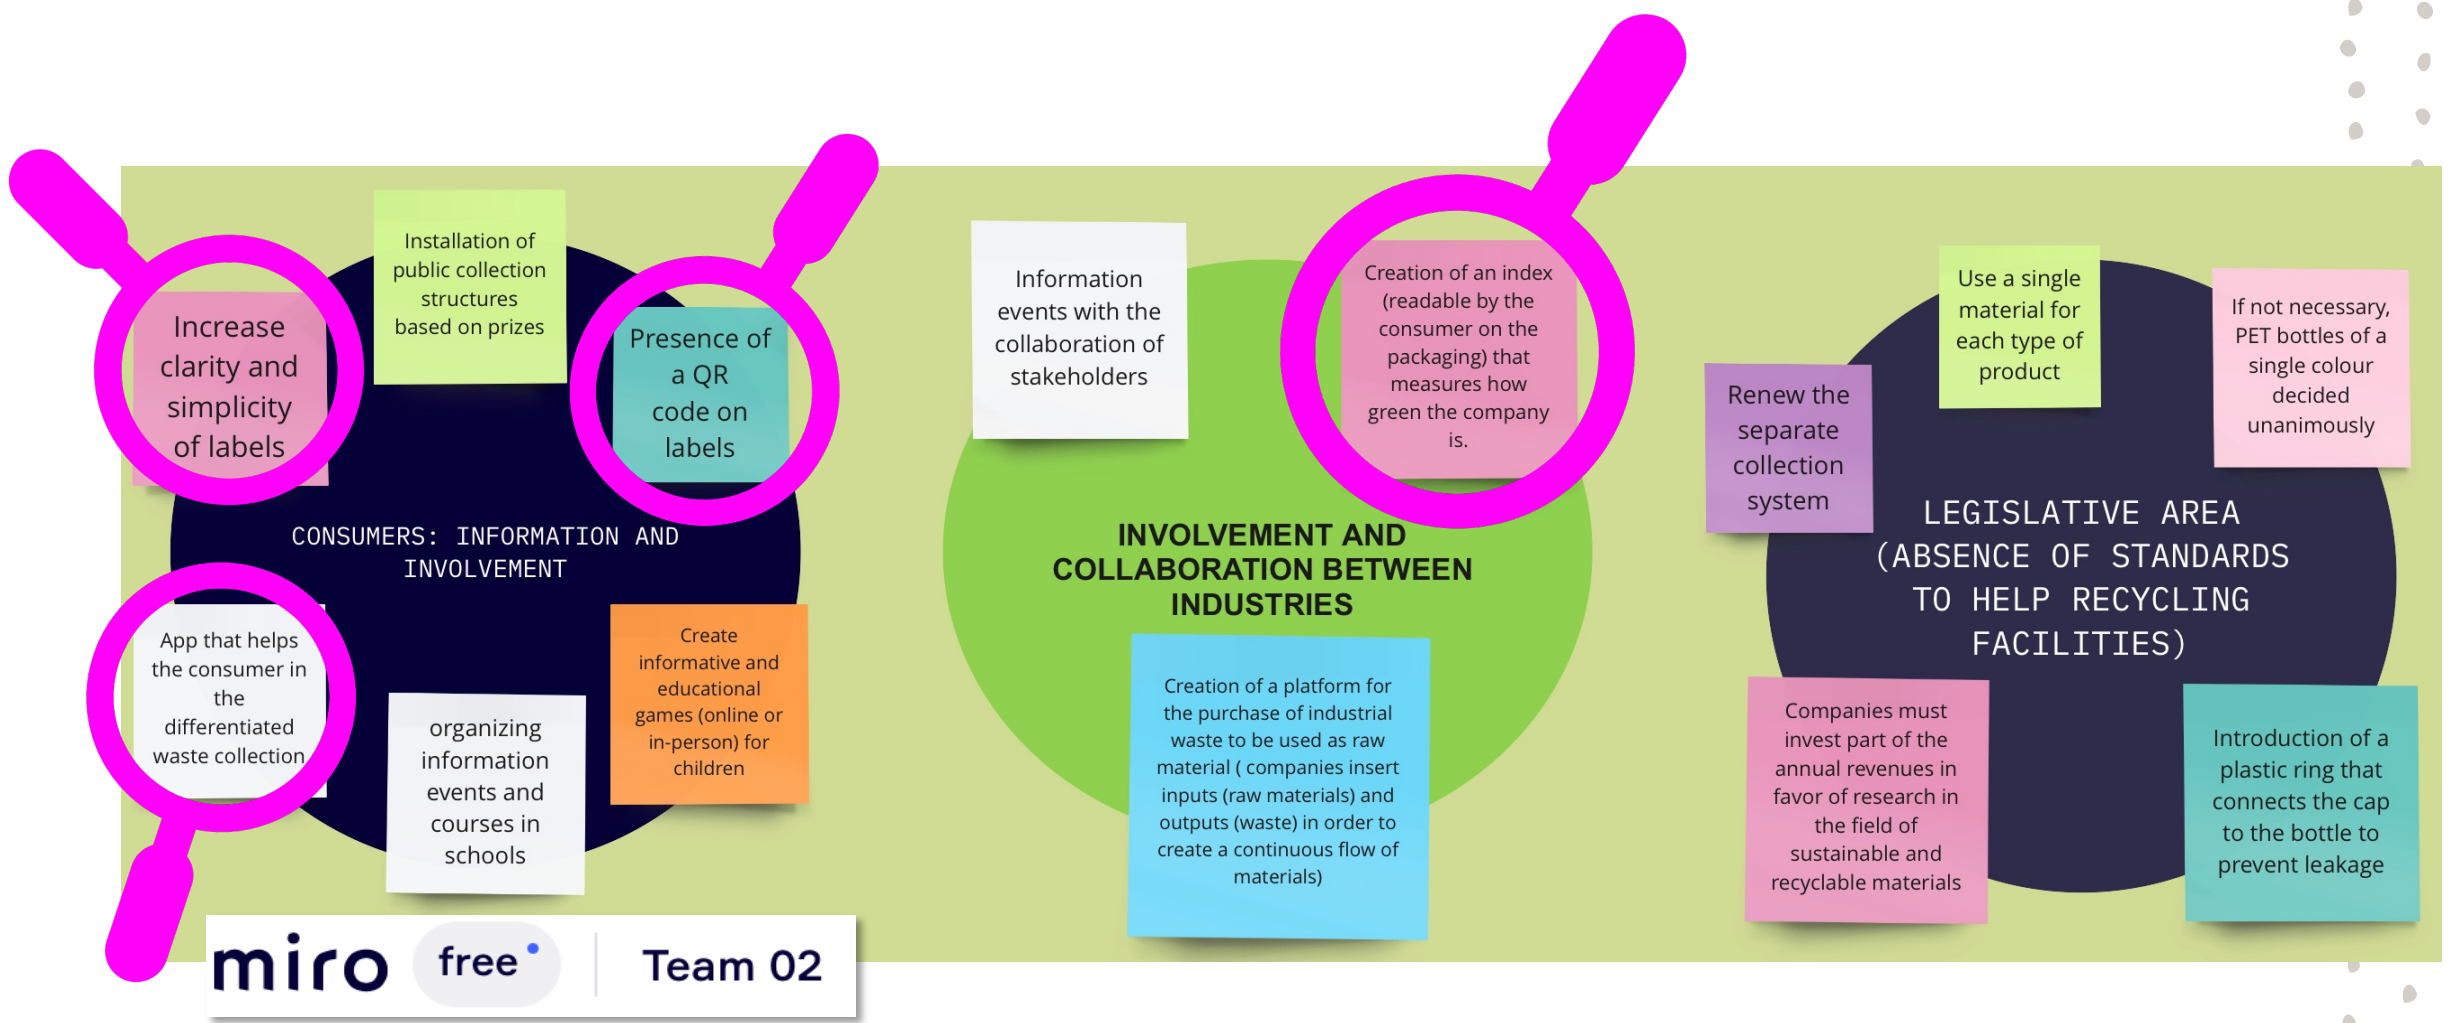 Increase
clarity and
simplicity
of labels
Installation of
public collection
structures
based on prizes
Presence of
a QR
code on
labels
CONSUMERS: INFORMATION AND
INVOLVEMENT
App that helps
the consumer in
the
differentiated
waste collection
organizing
information
events and
courses in
schools
Create
informative and
educational
games (online or
in-person) for
children
Information
events with the
collaboration of
stakeholders
Creation of an index
(readable by the
consumer on the
packaging) that
measures how
green the company
is.
INVOLVEMENT AND
COLLABORATION BETWEEN
INDUSTRIES
Creation of a platform for
the purchase of industrial
waste to be used as raw
material ( companies insert
inputs (raw materials) and
outputs (waste) in order to
create a continuous flow of
materials)
Renew the
separate
collection
system
Use a single
material for
each type of
product
If not necessary,
PET bottles of a
single colour
decided
unanimously
LEGISLATIVE AREA
(ABSENCE OF STANDARDS
TO HELP RECYCLING
FACILITIES)
Companies must
invest part of the
annual revenues in
favor of research in
the field of
sustainable and
recyclable materials
Introduction of a
plastic ring that
connects the cap
to the bottle to
prevent leakage
miro free Team 02